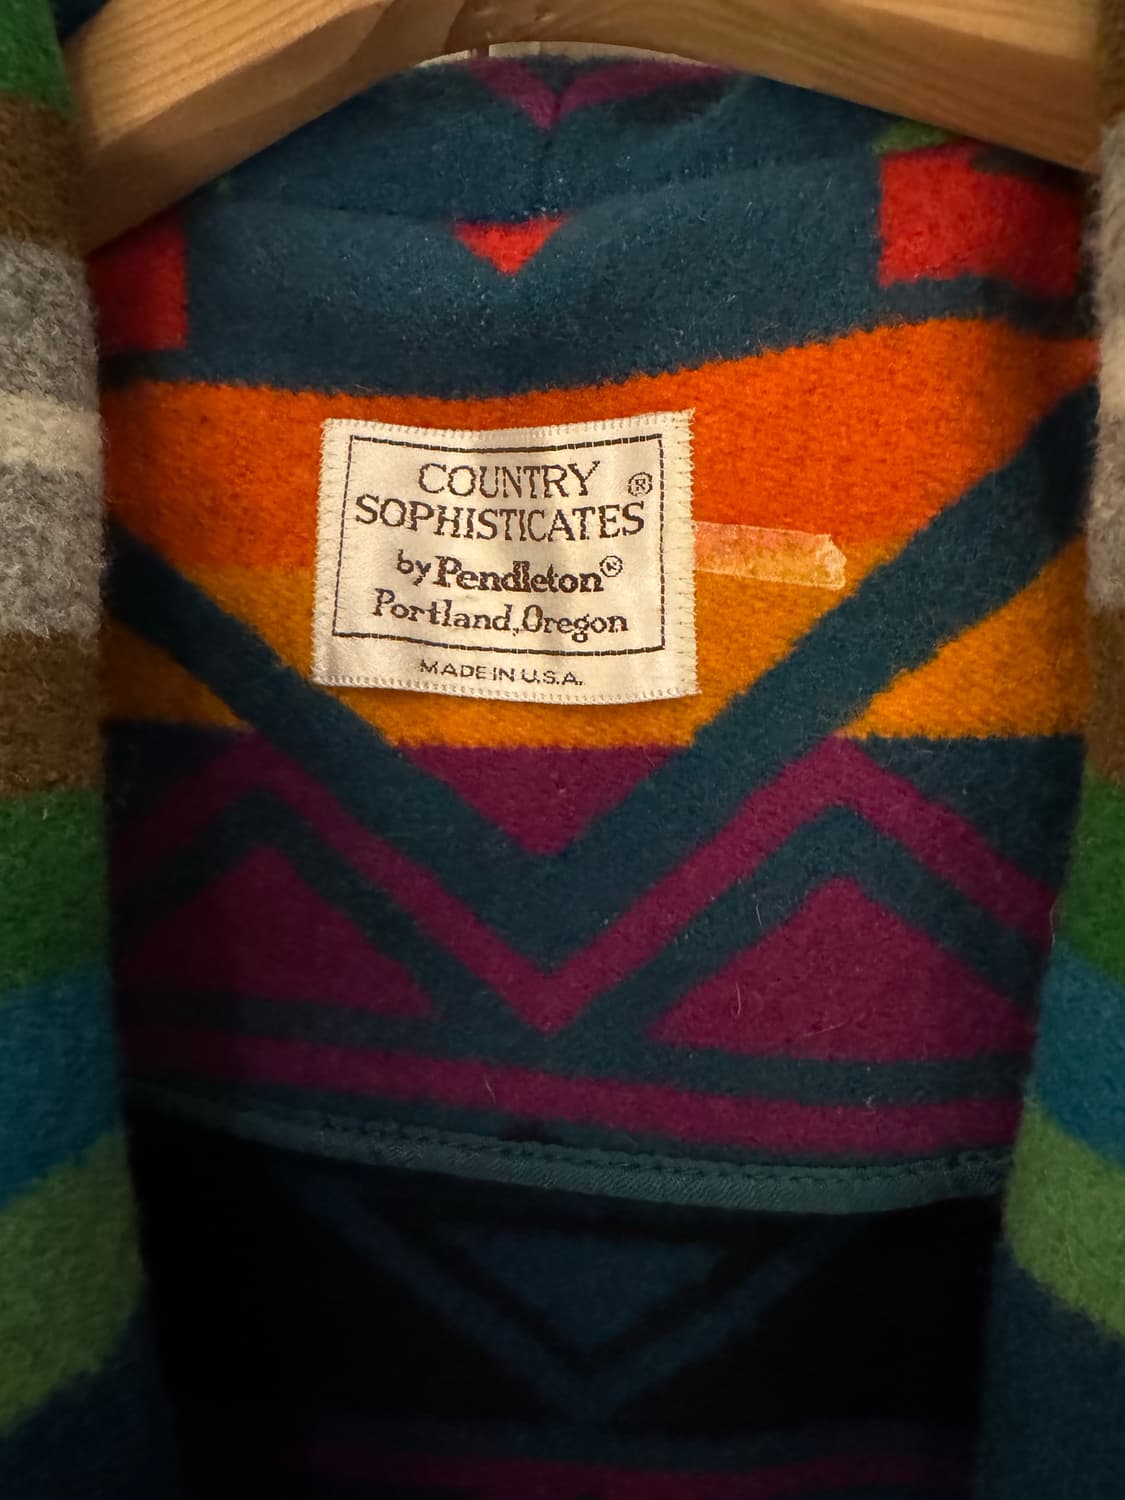 COUNTRY ®
SOPHISTICATES
by Pendleton®
Portland, Oregon
MADE IN U.S.A.